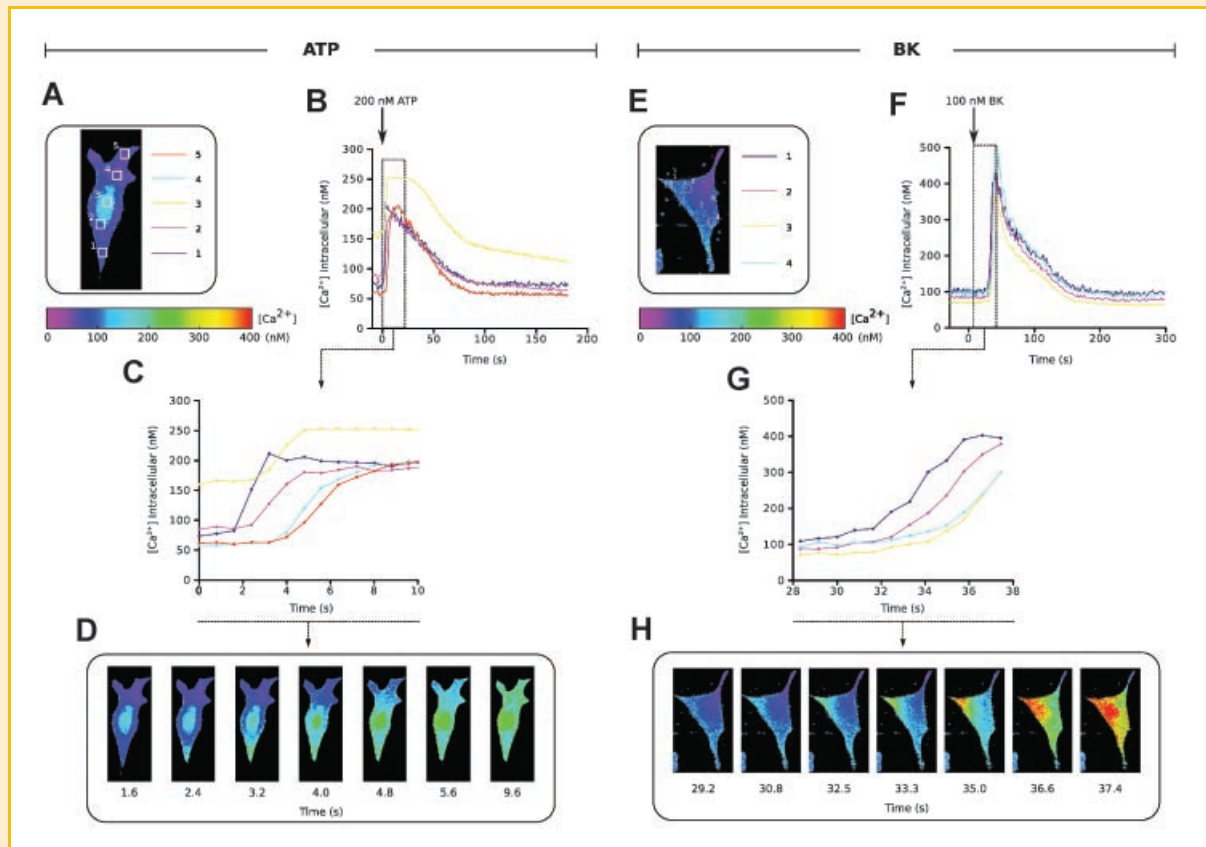 ATP
BK
A
5
4
3
2
1
5
4
3
2
1
[Ca²⁺]
0 100 200 300 400 (nM)
B
200 nM ATP
[Ca²⁺] Intracellular (nM)
300
250
200
150
100
50
0
0 50 100 150 200
Time (s)
E
1
2
3
4
[Ca²⁺]
0 100 200 300 400 (nM)
F
100 nM BK
[Ca²⁺] Intracellular (nM)
500
400
300
200
100
0
0 100 200 300
Time (s)
C
[Ca²⁺] Intracellular (nM)
300
250
200
150
100
50
0
0 2 4 6 8 10
Time (s)
G
[Ca²⁺] Intracellular (nM)
500
400
300
200
100
0
28 30 32 34 36 38
Time (s)
D
1.6 2.4 3.2 4.0 4.8 5.6 9.6
Time (s)
H
29.2 30.8 32.5 33.3 35.0 36.6 37.4
Time (s)